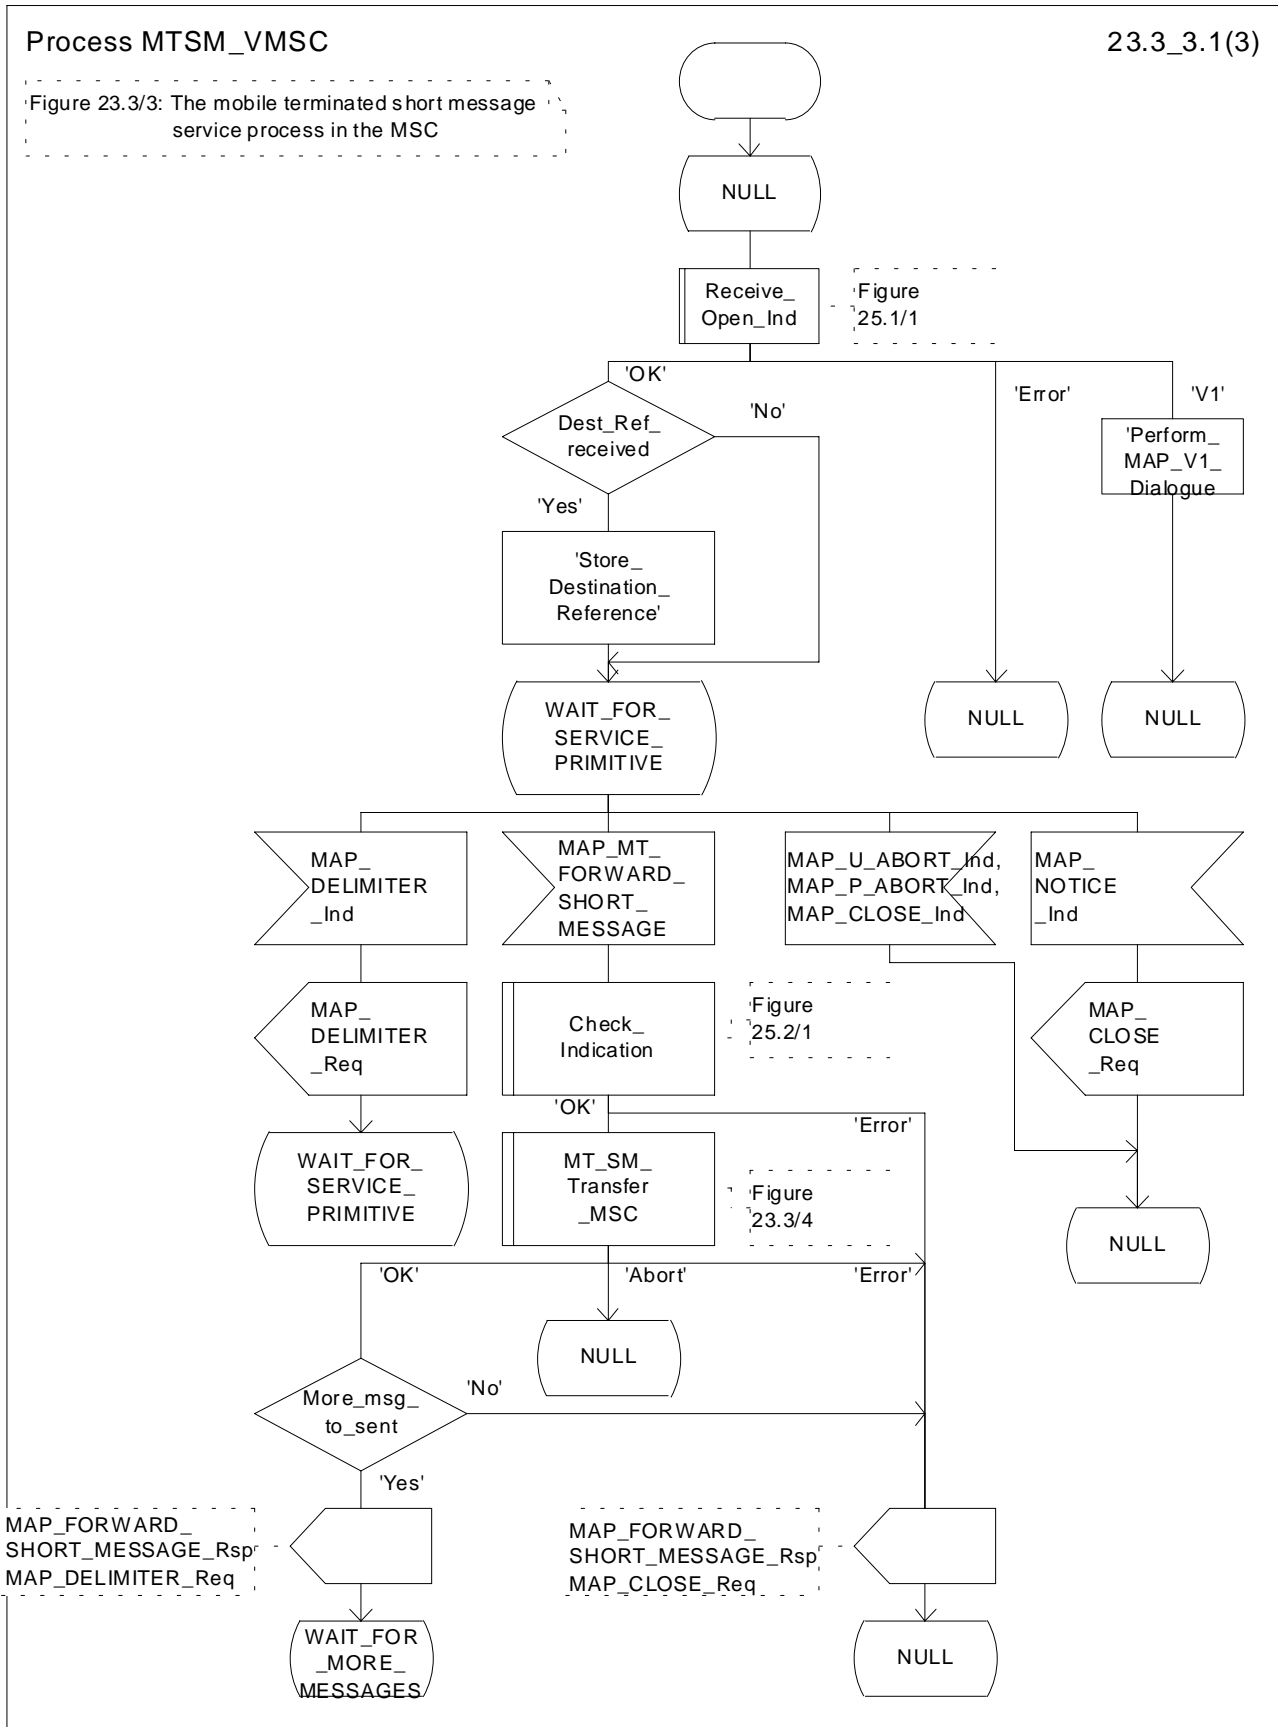 Process MTSM_VMSC
23.3_3.1(3)
Figure 23.3/3: The mobile terminated short message
service process in the MSC
NULL
Receive_
Open_Ind
Figure
25.1/1
'OK'
'Error'
'V1'
Dest_Ref_
received
'No'
'Perform_
MAP_V1_
Dialogue
'Yes'
'Store_
Destination_
Reference'
WAIT_FOR_
SERVICE_
PRIMITIVE
NULL
NULL
MAP_
DELIMITER
_Ind
MAP_MT_
FORWARD_
SHORT_
MESSAGE
MAP_U_ABORT_Ind,
MAP_P_ABORT_Ind,
MAP_CLOSE_Ind
MAP_
NOTICE
_Ind
MAP_
DELIMITER
_Req
Check_
Indication
Figure
25.2/1
MAP_
CLOSE
_Req
'OK'
'Error'
WAIT_FOR_
SERVICE_
PRIMITIVE
MT_SM_
Transfer
_MSC
Figure
23.3/4
NULL
'OK'
'Abort'
'Error'
NULL
More_msg_
to_sent
'No'
'Yes'
MAP_FORWARD_
SHORT_MESSAGE_Rsp
MAP_DELIMITER_Req
MAP_FORWARD_
SHORT_MESSAGE_Rsp
MAP_CLOSE_Req
WAIT_FOR
_MORE_
MESSAGES
NULL